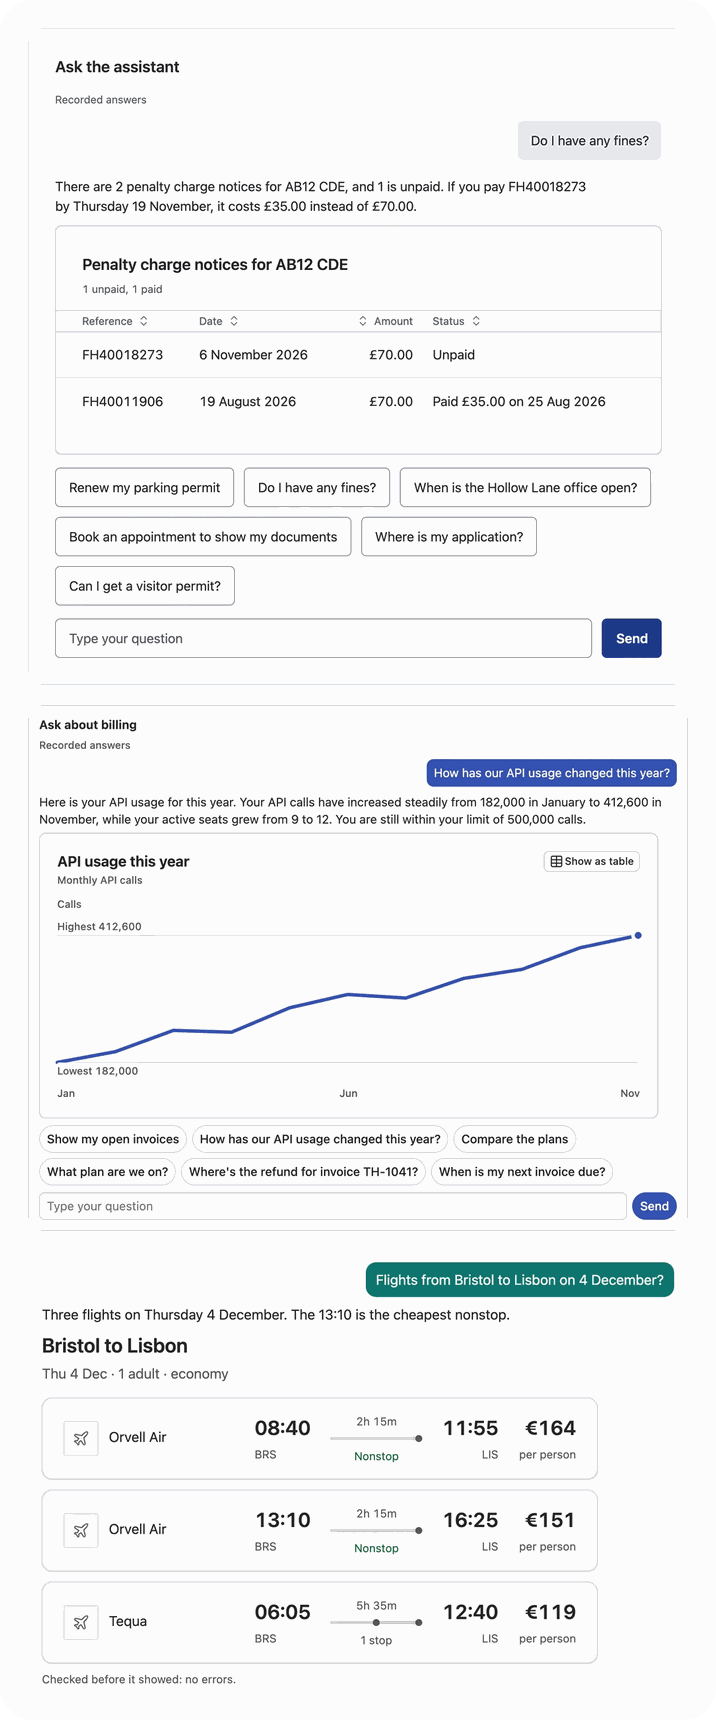 Ask the assistant
Recorded answers
Do I have any fines?
There are 2 penalty charge notices for AB12 CDE, and 1 is unpaid. If you pay FH40018273
by Thursday 19 November, it costs £35.00 instead of £70.00.
Penalty charge notices for AB12 CDE
1 unpaid, 1 paid
Reference Date Amount Status
FH40018273 6 November 2026 £70.00 Unpaid
FH40011906 19 August 2026 £70.00 Paid £35.00 on 25 Aug 2026
Renew my parking permit Do I have any fines? When is the Hollow Lane office open?
Book an appointment to show my documents Where is my application?
Can I get a visitor permit?
Type your question Send
Ask about billing
Recorded answers
How has our API usage changed this year?
Here is your API usage for this year. Your API calls have increased steadily from 182,000 in January to 412,600 in
November, while your active seats grew from 9 to 12. You are still within your limit of 500,000 calls.
API usage this year Show as table
Monthly API calls
Calls
Highest 412,600
Lowest 182,000
Jan Jun Nov
Show my open invoices How has our API usage changed this year? Compare the plans
What plan are we on? Where's the refund for invoice TH-1041? When is my next invoice due?
Type your question Send
Flights from Bristol to Lisbon on 4 December?
Three flights on Thursday 4 December. The 13:10 is the cheapest nonstop.
Bristol to Lisbon
Thu 4 Dec · 1 adult · economy
Orvell Air 08:40 2h 15m 11:55 €164
BRS Nonstop LIS per person
Orvell Air 13:10 2h 15m 16:25 €151
BRS Nonstop LIS per person
Tequa 06:05 5h 35m 12:40 €119
BRS 1 stop LIS per person
Checked before it showed: no errors.